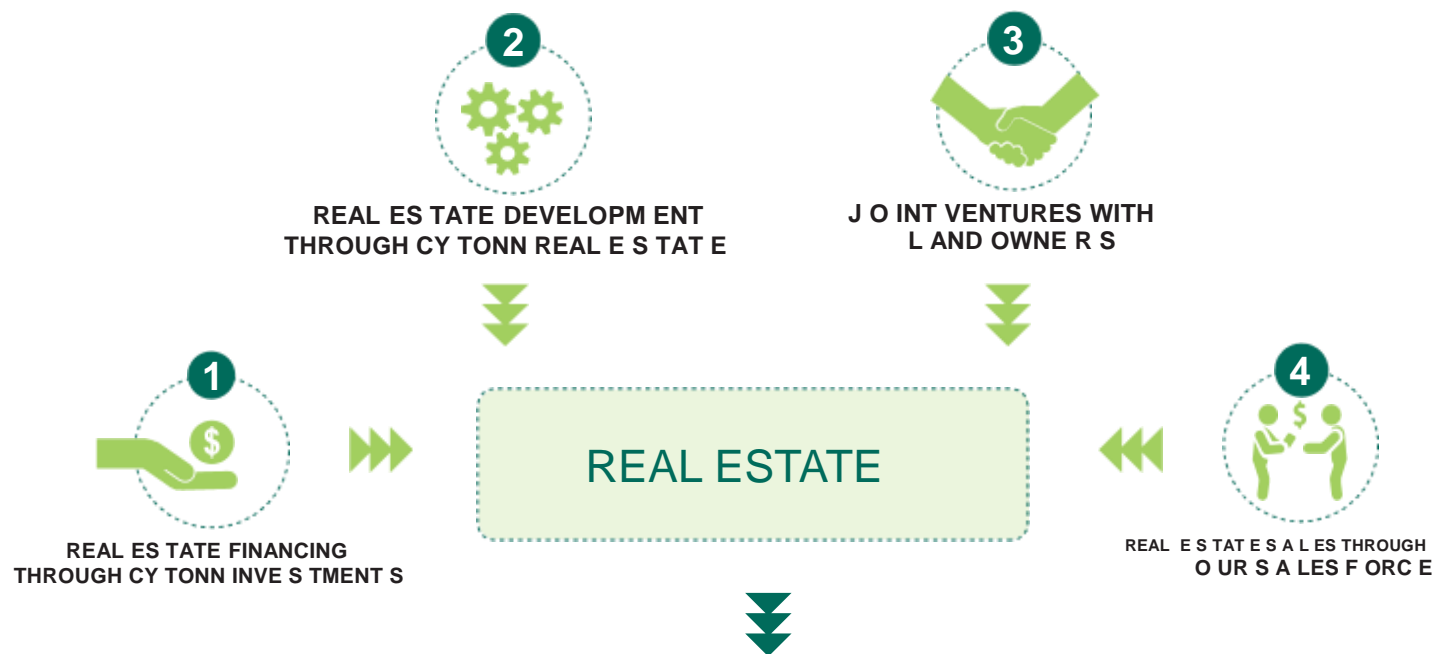 2
3
REAL ES TATE DEVELOPM ENT
THROUGH CY TONN REAL E S TAT E
J O INT VENTURES WITH
L AND OWNE R S
1
$
REAL ES TATE FINANCING
THROUGH CY TONN INVE S TMENT S
REAL ESTATE
4
$
REAL E S TAT E S A L ES THROUGH
O UR S A LES F ORC E